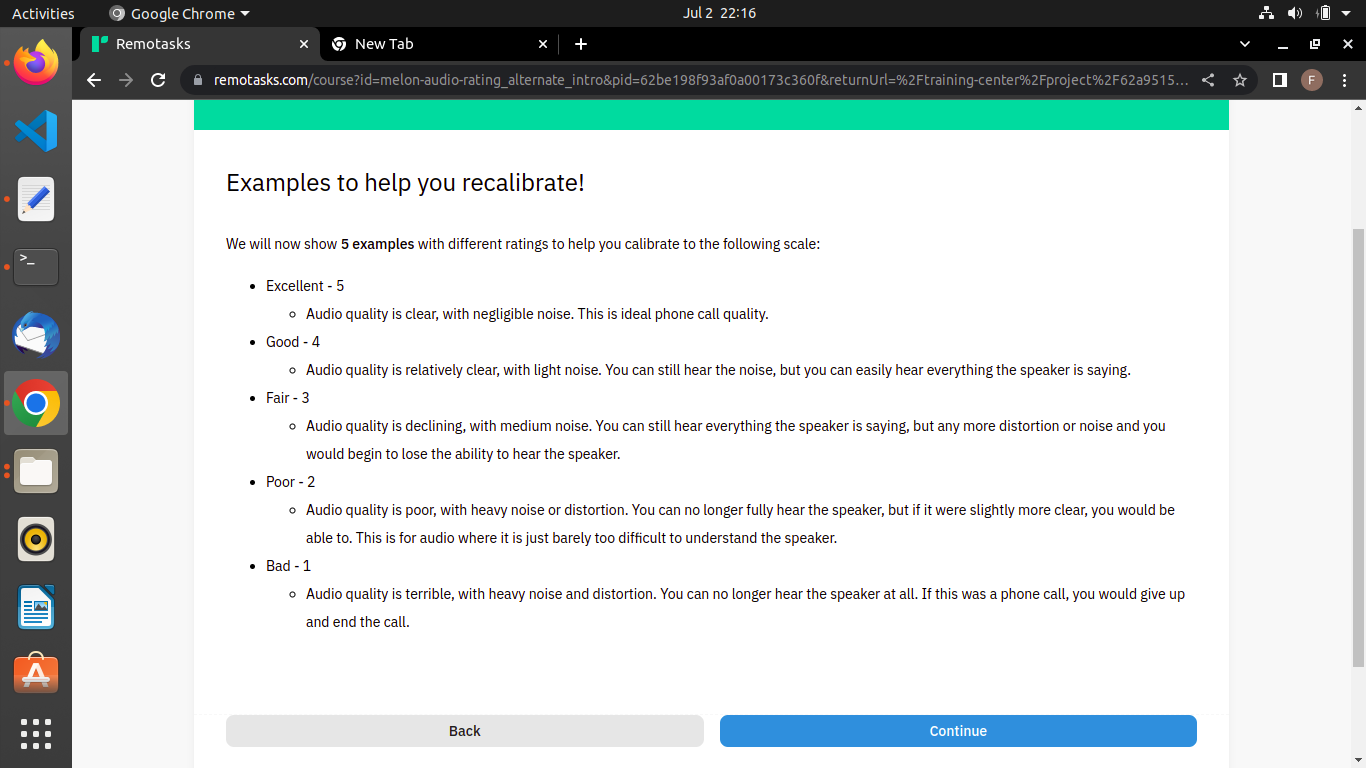 Activities
Google Chrome
Jul 2 22:16
Remotasks
New Tab
remotasks.com/course?id=melon-audio-rating_alternate_intro&pid=62be198f93af0a00173c360f&returnUrl=%2Ftraining-center%2Fproject%2F62a9515...
F
Examples to help you recalibrate!
We will now show 5 examples with different ratings to help you calibrate to the following scale:
Excellent - 5
Audio quality is clear, with negligible noise. This is ideal phone call quality.
Good - 4
Audio quality is relatively clear, with light noise. You can still hear the noise, but you can easily hear everything the speaker is saying.
Fair - 3
Audio quality is declining, with medium noise. You can still hear everything the speaker is saying, but any more distortion or noise and you
would begin to lose the ability to hear the speaker.
Poor - 2
Audio quality is poor, with heavy noise or distortion. You can no longer fully hear the speaker, but if it were slightly more clear, you would be
able to. This is for audio where it is just barely too difficult to understand the speaker.
Bad - 1
Audio quality is terrible, with heavy noise and distortion. You can no longer hear the speaker at all. If this was a phone call, you would give up
and end the call.
Back
Continue